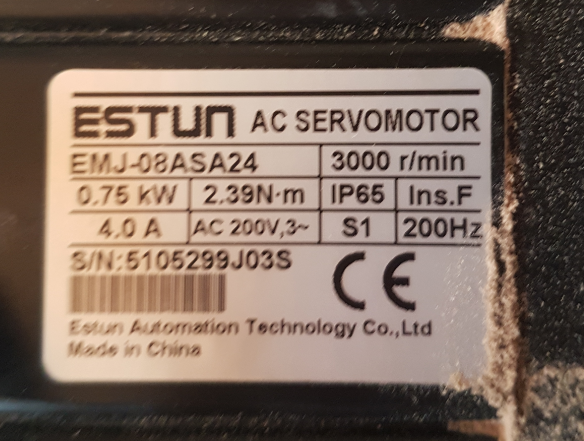 ESTUN AC SERVOMOTOR
EMJ-08ASA24 3000 r/min
0.75 kW 2.39N·m IP65 Ins.F
4.0 A AC 200V,3~ S1 200Hz
S/N:5105299J03S
CE
Estun Automation Technology Co.,Ltd
Made in China